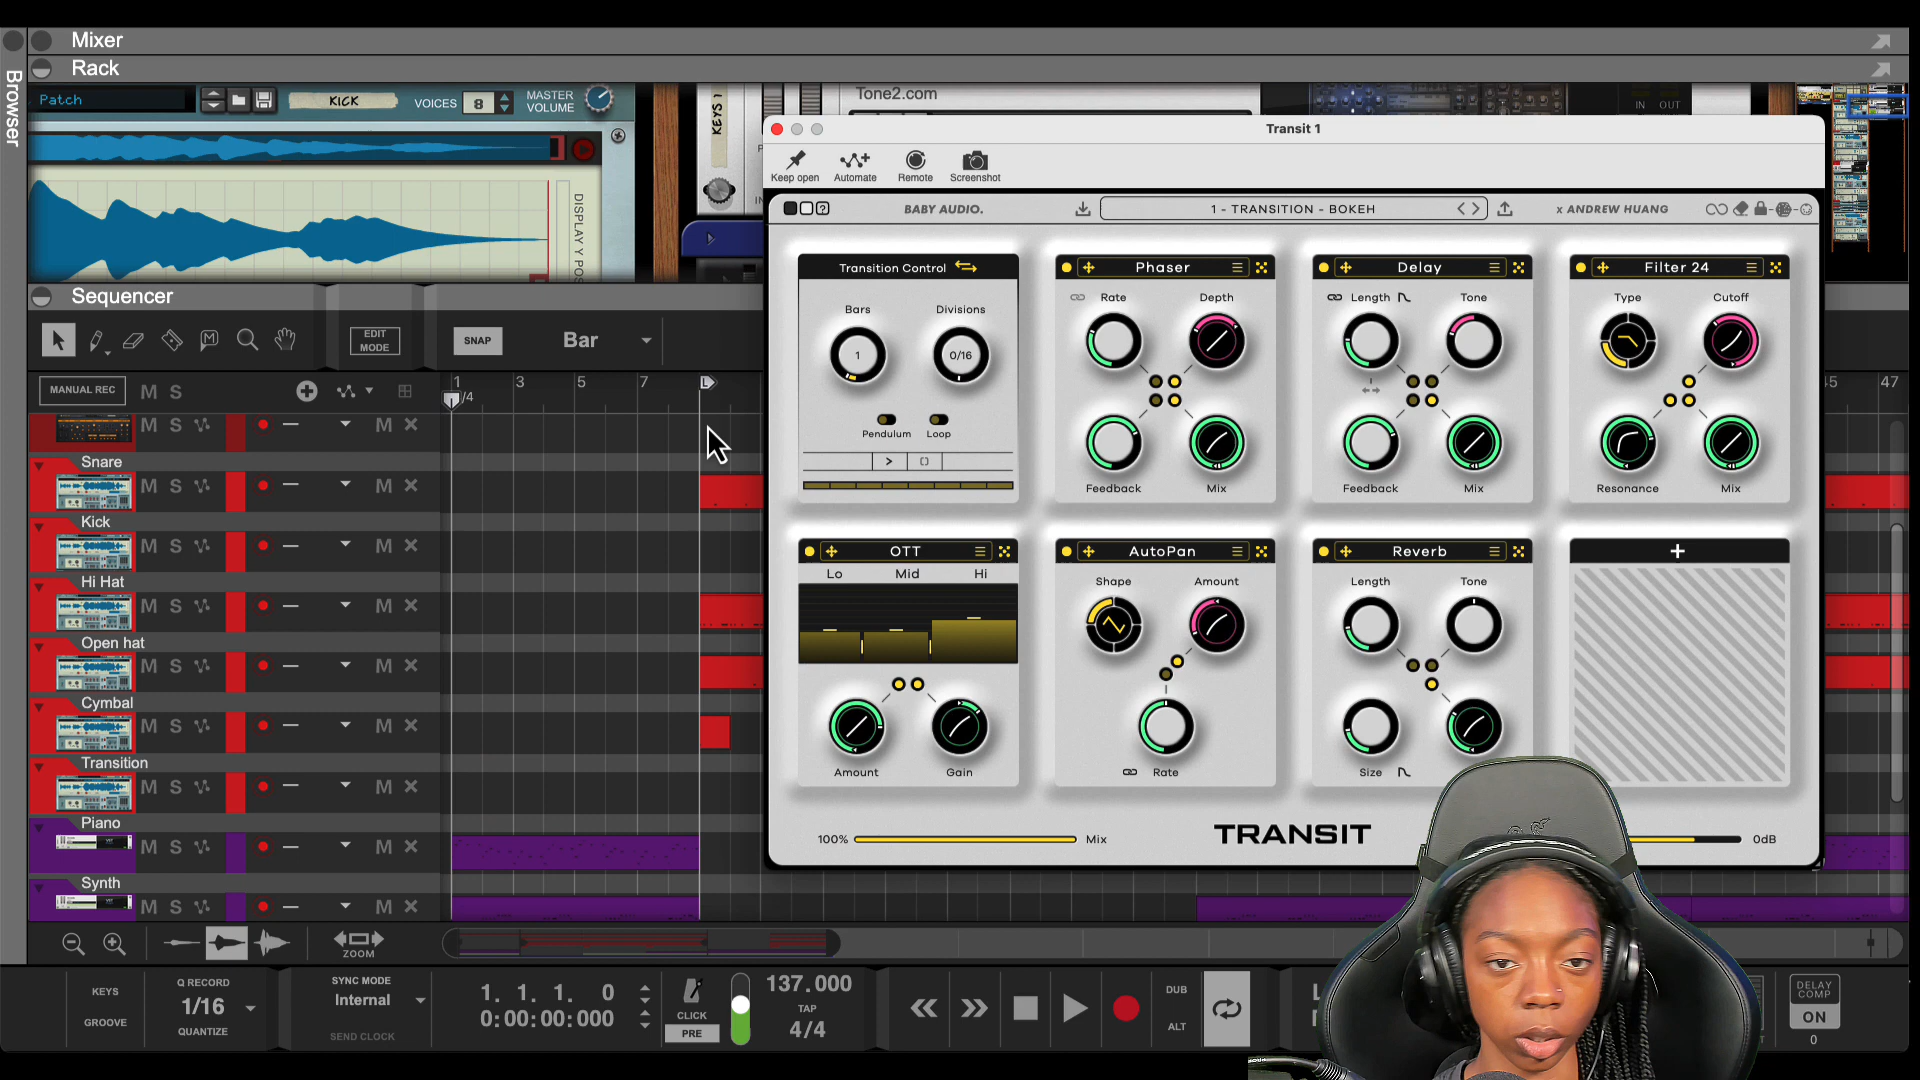 Mixer
Rack
Browser
Patch
KICK
VOICES 8
MASTER VOLUME
KEYS 1
Tone2.com
IN OUT
DISPLAY Y POS
Transit 1
Keep open
Automate
Remote
Screenshot
BABY AUDIO.
1 - TRANSITION - BOKEH
x ANDREW HUANG
Transition Control
Bars
Divisions
1
0/16
Pendulum
Loop
Phaser
Rate
Depth
Feedback
Mix
Delay
Length
Tone
Feedback
Mix
Filter 24
Type
Cutoff
Resonance
Mix
OTT
Lo
Mid
Hi
Amount
Gain
AutoPan
Shape
Amount
Rate
Reverb
Length
Tone
Size
+
100%
Mix
TRANSIT
0dB
Sequencer
EDIT MODE
SNAP
Bar
MANUAL REC
M S
1 3 5 7
/4
L
45 47
M S M
Snare
M S M
Kick
M S M
Hi Hat
M S M
Open hat
M S M
Cymbal
M S M
Transition
M S M
Piano
M S M
Synth
M S M
ZOOM
KEYS
GROOVE
Q RECORD
1/16
QUANTIZE
SYNC MODE
Internal
SEND CLOCK
1. 1. 1. 0
0:00:00:000
CLICK
PRE
137.000
TAP
4/4
DUB
ALT
DELAY COMP
ON
0